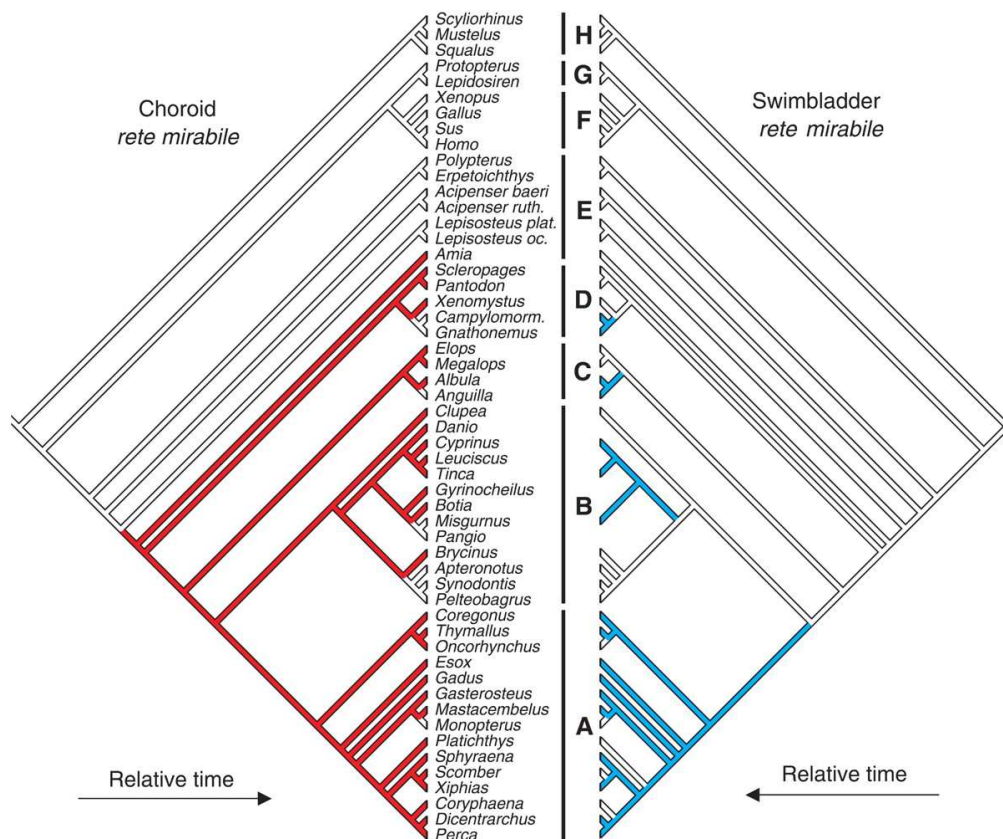 Choroid
rete mirabile
Scyliorhinus
Mustelus
Squalus
Protopterus
Lepidosiren
Xenopus
Gallus
Sus
Homo
Polypterus
Erpetoichthys
Acipenser baeri
Acipenser ruth.
Lepisosteus plat.
Lepisosteus oc.
Amia
Scleropages
Pantodon
Xenomystus
Campylomorm.
Gnathonemus
Elops
Megalops
Albula
Anguilla
Clupea
Danio
Cyprinus
Leuciscus
Tinca
Gyrinocheilus
Botia
Misgurnus
Pangio
Brycinus
Apteronotus
Synodontis
Pelteobagrus
Coregonus
Thymallus
Oncorhynchus
Esox
Gadus
Gasterosteus
Mastacembelus
Monopterus
Platichthys
Sphyraena
Scomber
Xiphias
Coryphaena
Dicentrarchus
Perca
H
G
F
E
D
C
B
A
Swimbladder
rete mirabile
Relative time
Relative time